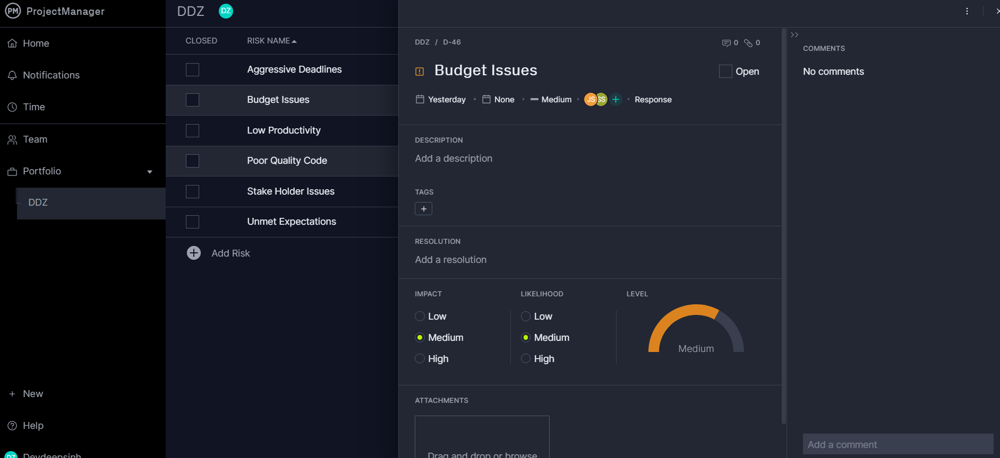 PM ProjectManager
Home
Notifications
Time
Team
Portfolio
DDZ
New
Help
DZ Devdeepsinh
DDZ DZ
CLOSED RISK NAME
Aggressive Deadlines
Budget Issues
Low Productivity
Poor Quality Code
Stake Holder Issues
Unmet Expectations
Add Risk
DDZ / D-46 0 0
Budget Issues Open
Yesterday None Medium JS SS + Response
DESCRIPTION
Add a description
TAGS
+
RESOLUTION
Add a resolution
IMPACT
Low
Medium
High
LIKELIHOOD
Low
Medium
High
LEVEL
Medium
ATTACHMENTS
Drag and drop or browse
COMMENTS
No comments
Add a comment